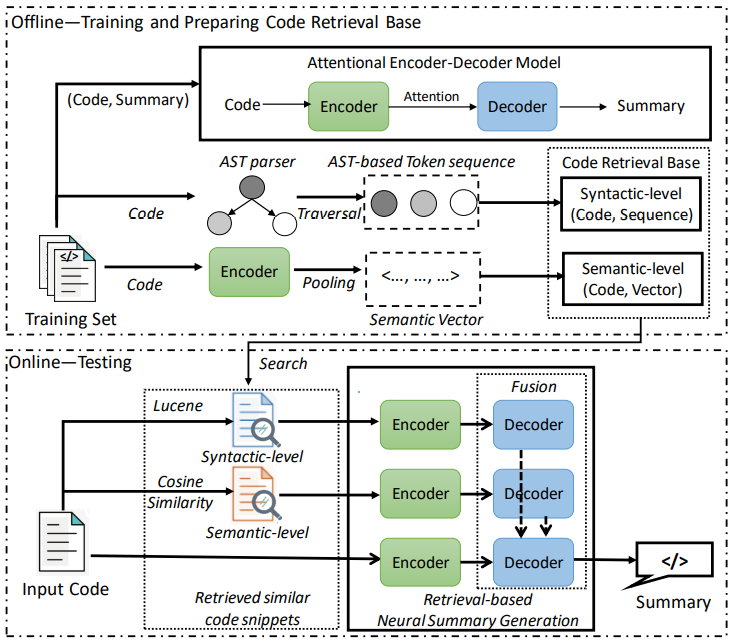 Offline—Training and Preparing Code Retrieval Base
Attentional Encoder-Decoder Model
(Code, Summary)
Code
Encoder
Attention
Decoder
Summary
AST parser
AST-based Token sequence
Code Retrieval Base
Code
Traversal
Syntactic-level
(Code, Sequence)
</>
Training Set
Code
Encoder
Pooling
<..., ..., ...>
Semantic Vector
Semantic-level
(Code, Vector)
Online—Testing
Search
Fusion
Lucene
Syntactic-level
Encoder
Decoder
Cosine
Similarity
Semantic-level
Encoder
Decoder
Input Code
Encoder
Decoder
</>
Summary
Retrieved similar
code snippets
Retrieval-based
Neural Summary Generation